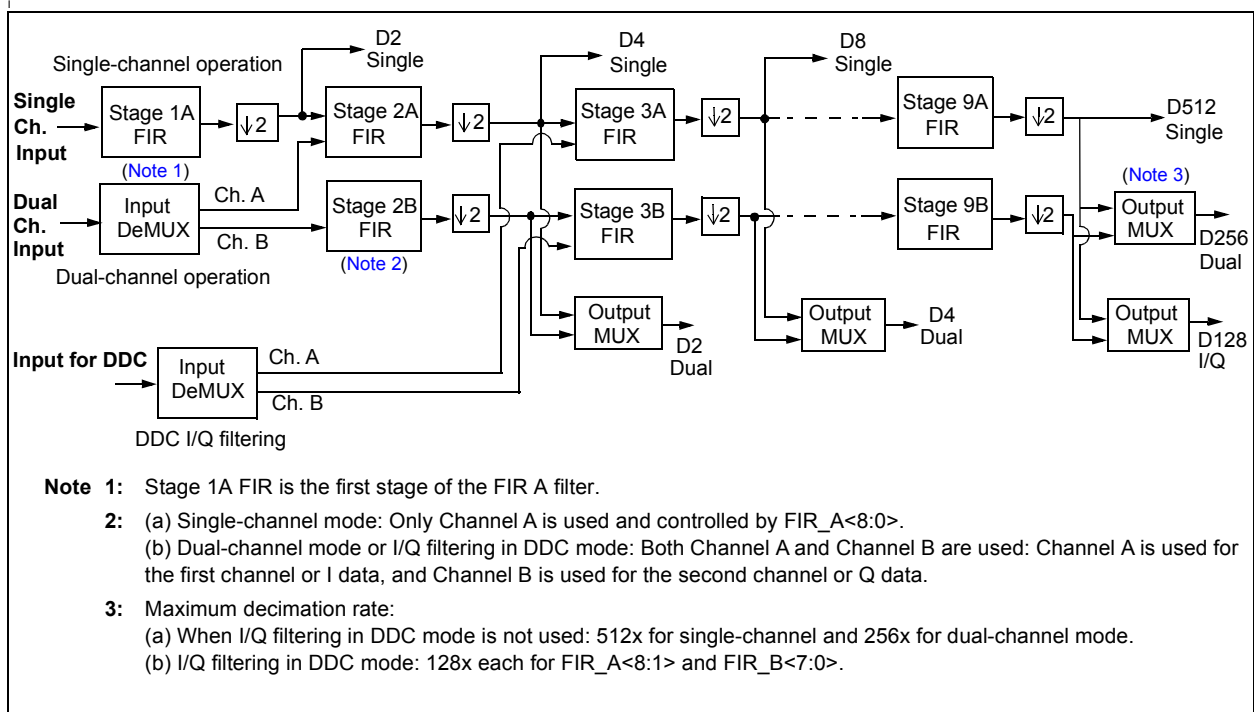 D2
Single
D4
Single
D8
Single
Single-channel operation
Single
Ch.
Input
Stage 1A
FIR
↓2
Stage 2A
FIR
↓2
Stage 3A
FIR
↓2
Stage 9A
FIR
↓2
D512
Single
(Note 1)
(Note 3)
Dual
Ch.
Input
Input
DeMUX
Ch. A
Ch. B
Stage 2B
FIR
↓2
Stage 3B
FIR
↓2
Stage 9B
FIR
↓2
Output
MUX
D256
Dual
(Note 2)
Dual-channel operation
Output
MUX
D2
Dual
Output
MUX
D4
Dual
Output
MUX
D128
I/Q
Input for DDC
Input
DeMUX
Ch. A
Ch. B
DDC I/Q filtering
Note 1: Stage 1A FIR is the first stage of the FIR A filter.
2: (a) Single-channel mode: Only Channel A is used and controlled by FIR_A<8:0>.
(b) Dual-channel mode or I/Q filtering in DDC mode: Both Channel A and Channel B are used: Channel A is used for
the first channel or I data, and Channel B is used for the second channel or Q data.
3: Maximum decimation rate:
(a) When I/Q filtering in DDC mode is not used: 512x for single-channel and 256x for dual-channel mode.
(b) I/Q filtering in DDC mode: 128x each for FIR_A<8:1> and FIR_B<7:0>.